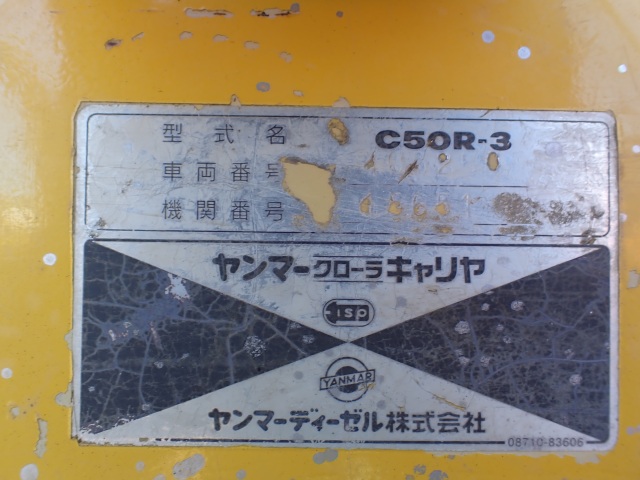 型式名 C50R-3
車両番号
機関番号
ヤンマークローラキャリヤ
ISO
YANMAR
ヤンマーディーゼル株式会社
08710-83606